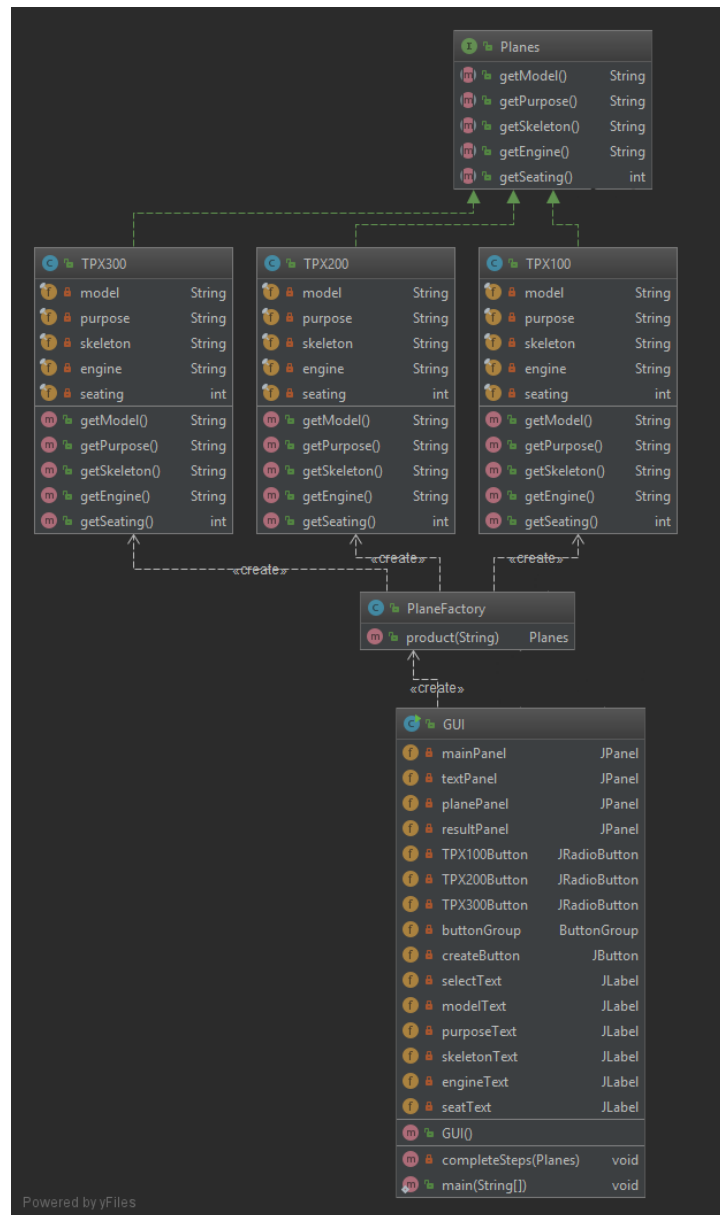 Planes
getModel() String
getPurpose() String
getSkeleton() String
getEngine() String
getSeating() int
TPX300
model String
purpose String
skeleton String
engine String
seating int
getModel() String
getPurpose() String
getSkeleton() String
getEngine() String
getSeating() int
TPX200
model String
purpose String
skeleton String
engine String
seating int
getModel() String
getPurpose() String
getSkeleton() String
getEngine() String
getSeating() int
TPX100
model String
purpose String
skeleton String
engine String
seating int
getModel() String
getPurpose() String
getSkeleton() String
getEngine() String
getSeating() int
«create»
«create»
«create»
PlaneFactory
product(String) Planes
«create»
GUI
mainPanel JPanel
textPanel JPanel
planePanel JPanel
resultPanel JPanel
TPX100Button JRadioButton
TPX200Button JRadioButton
TPX300Button JRadioButton
buttonGroup ButtonGroup
createButton JButton
selectText JLabel
modelText JLabel
purposeText JLabel
skeletonText JLabel
engineText JLabel
seatText JLabel
GUI()
completeSteps(Planes) void
main(String[]) void
Powered by yFiles